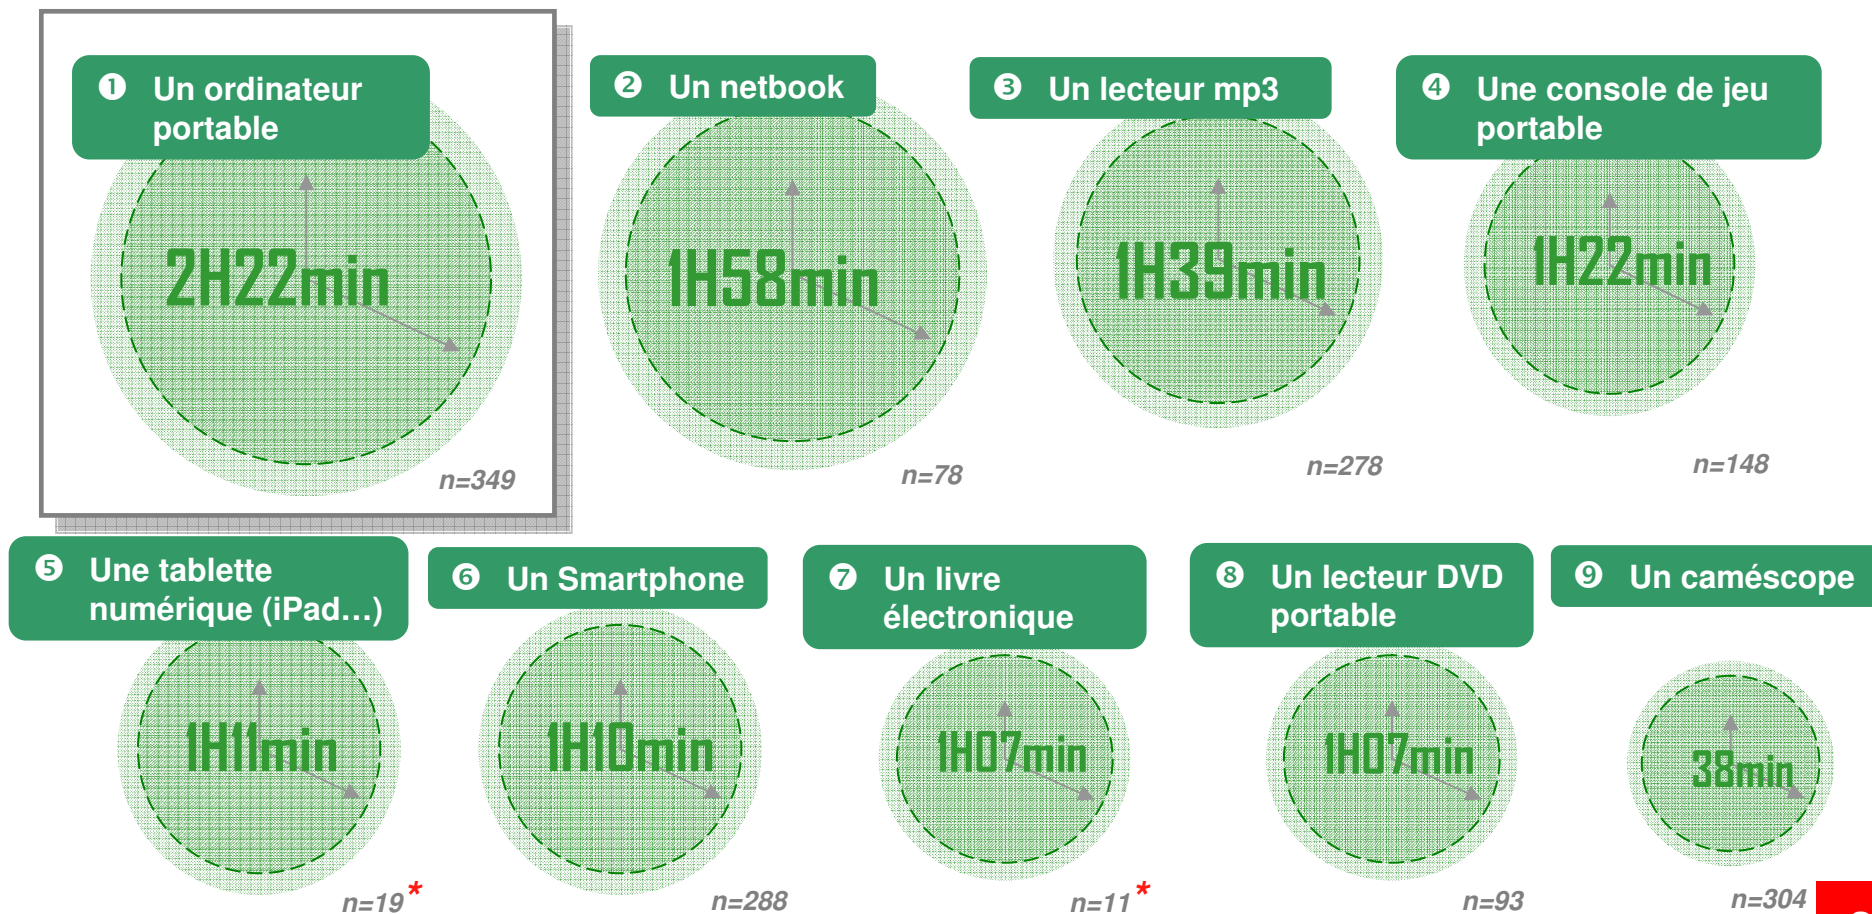 ❶ Un ordinateur
portable
2H22min
n=349
❷ Un netbook
1H58min
n=78
❸ Un lecteur mp3
1H39min
n=278
❹ Une console de jeu
portable
1H22min
n=148
❺ Une tablette
numérique (iPad…)
1H11min
n=19*
❻ Un Smartphone
1H10min
n=288
❼ Un livre
électronique
1H07min
n=11*
❽ Un lecteur DVD
portable
1H07min
n=93
❾ Un caméscope
38min
n=304